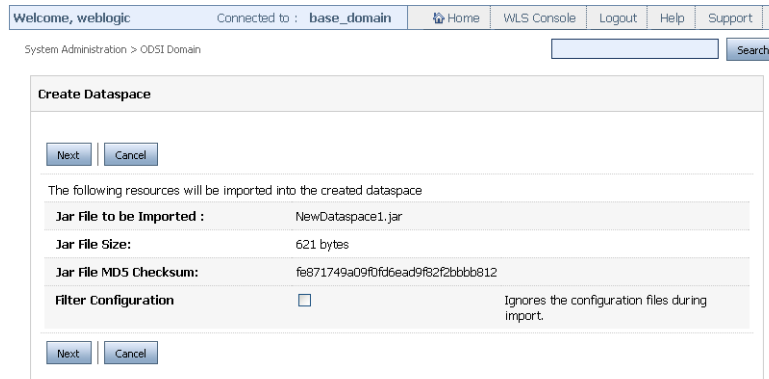 Welcome, weblogic Connected to : base_domain Home WLS Console Logout Help Support
System Administration > ODSI Domain Search
Create Dataspace
Next Cancel
The following resources will be imported into the created dataspace
Jar File to be Imported : NewDataspace1.jar
Jar File Size: 621 bytes
Jar File MD5 Checksum: fe871749a09f0fd6ead9f82f2bbbb812
Filter Configuration Ignores the configuration files during
import.
Next Cancel